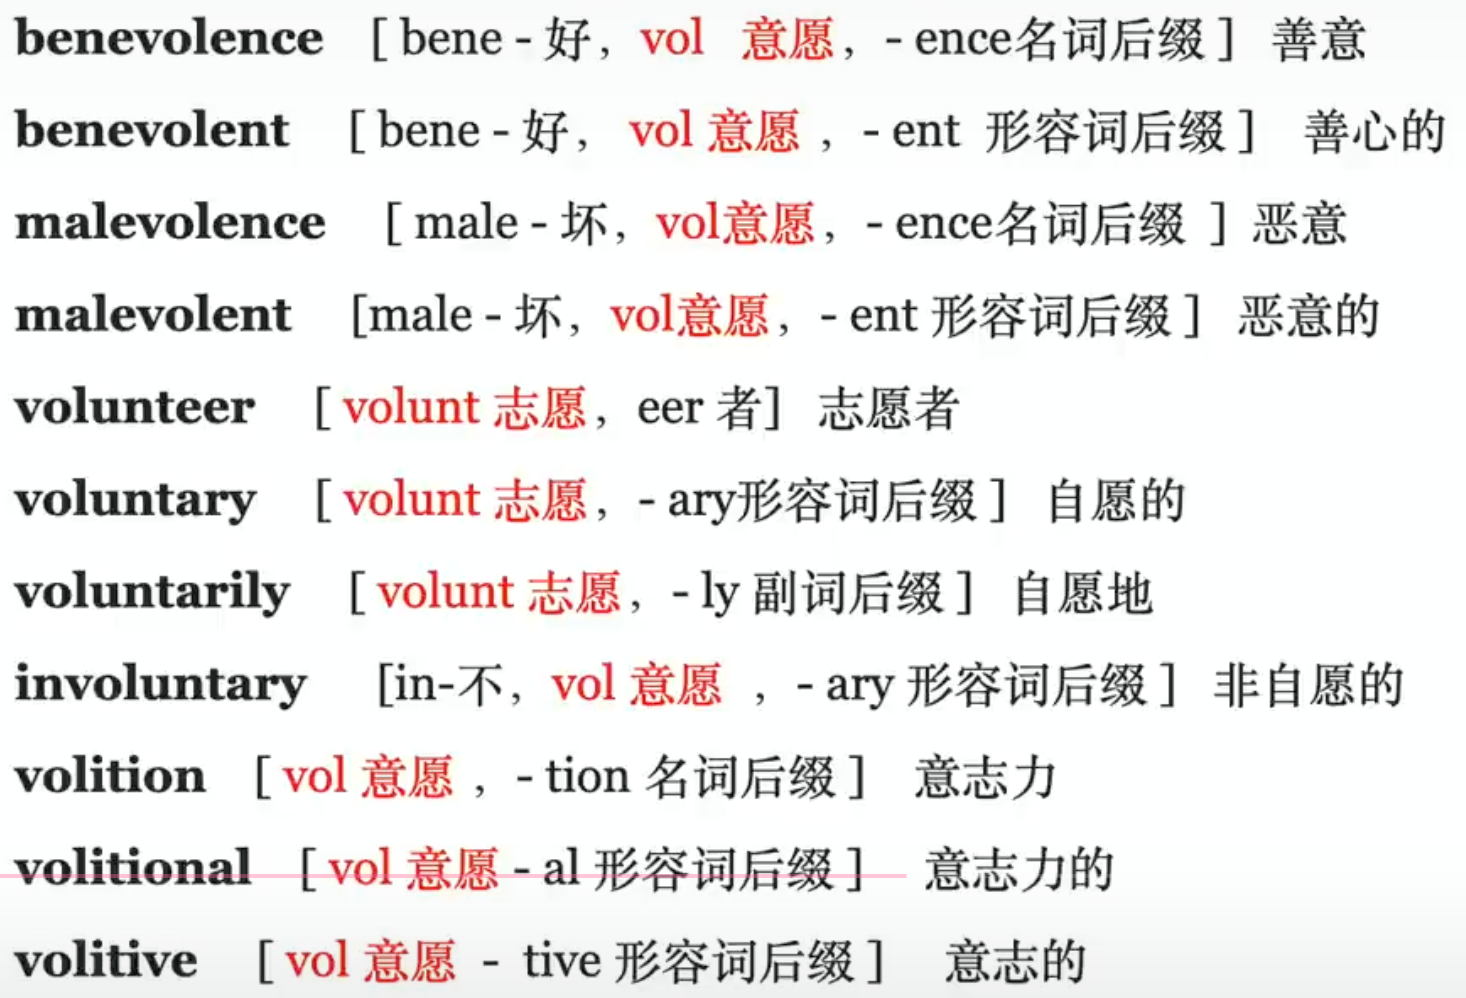 benevolence [ bene - 好, vol 意愿, - ence名词后缀 ] 善意
benevolent [ bene - 好, vol 意愿 , - ent 形容词后缀 ] 善心的
malevolence [ male - 坏, vol意愿, - ence名词后缀 ] 恶意
malevolent [male - 坏, vol意愿, - ent 形容词后缀 ] 恶意的
volunteer [ volunt 志愿, eer 者] 志愿者
voluntary [ volunt 志愿, - ary形容词后缀 ] 自愿的
voluntarily [ volunt 志愿, - ly 副词后缀 ] 自愿地
involuntary [in-不, vol 意愿 , - ary 形容词后缀 ] 非自愿的
volition [ vol 意愿 , - tion 名词后缀 ] 意志力
volitional [ vol 意愿 - al 形容词后缀 ] 意志力的
volitive [ vol 意愿 - tive 形容词后缀 ] 意志的